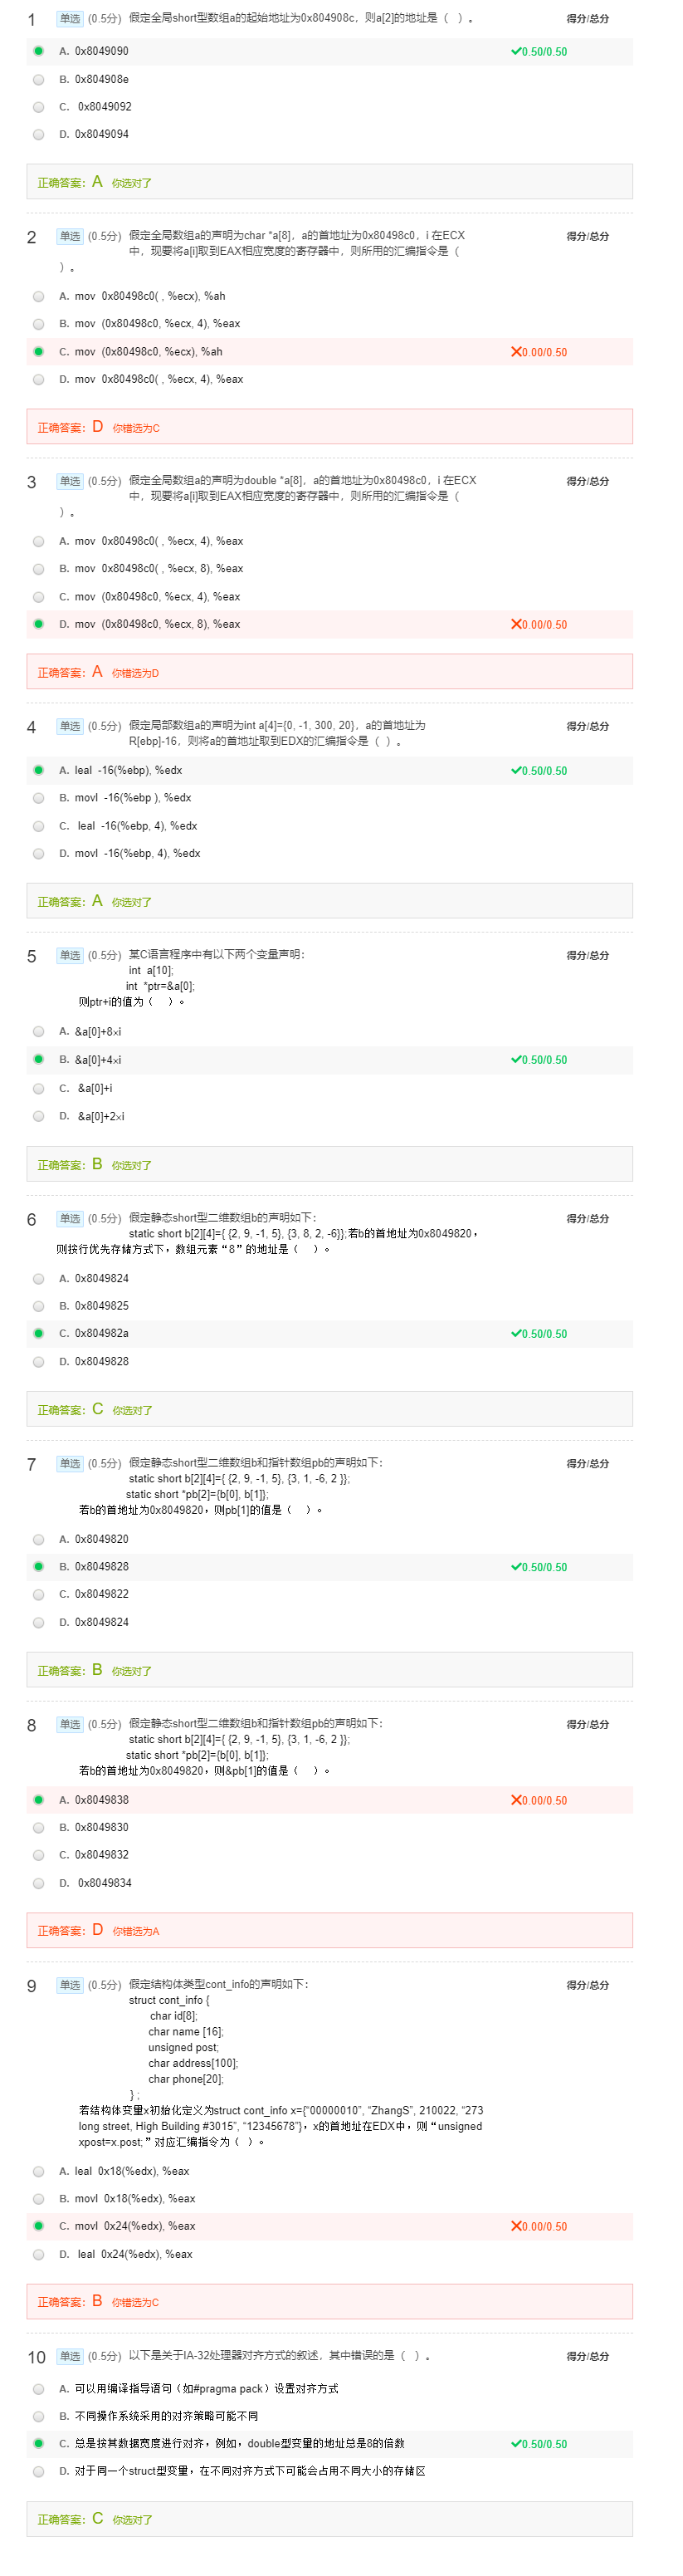 1 单选 (0.5分) 假定全局short型数组a的起始地址为0x804908c，则a[2]的地址是（ ）。 得分/总分
A. 0x8049090 0.50/0.50
B. 0x804908e
C. 0x8049092
D. 0x8049094
正确答案：A 你选对了
2 单选 (0.5分) 假定全局数组a的声明为char *a[8]，a的首地址为0x80498c0，i 在ECX 得分/总分
中，现要将a[i]取到EAX相应宽度的寄存器中，则所用的汇编指令是（
）。
A. mov 0x80498c0( , %ecx), %ah
B. mov (0x80498c0, %ecx, 4), %eax
C. mov (0x80498c0, %ecx), %ah 0.00/0.50
D. mov 0x80498c0( , %ecx, 4), %eax
正确答案：D 你错选为C
3 单选 (0.5分) 假定全局数组a的声明为double *a[8]，a的首地址为0x80498c0，i 在ECX 得分/总分
中，现要将a[i]取到EAX相应宽度的寄存器中，则所用的汇编指令是（
）。
A. mov 0x80498c0( , %ecx, 4), %eax
B. mov 0x80498c0( , %ecx, 8), %eax
C. mov (0x80498c0, %ecx, 4), %eax
D. mov (0x80498c0, %ecx, 8), %eax 0.00/0.50
正确答案：A 你错选为D
4 单选 (0.5分) 假定局部数组a的声明为int a[4]={0, -1, 300, 20}，a的首地址为 得分/总分
R[ebp]-16，则将a的首地址取到EDX的汇编指令是（ ）。
A. leal -16(%ebp), %edx 0.50/0.50
B. movl -16(%ebp ), %edx
C. leal -16(%ebp, 4), %edx
D. movl -16(%ebp, 4), %edx
正确答案：A 你选对了
5 单选 (0.5分) 某C语言程序中有以下两个变量声明： 得分/总分
int a[10];
int *ptr=&a[0];
则ptr+i的值为（ ）。
A. &a[0]+8×i
B. &a[0]+4×i 0.50/0.50
C. &a[0]+i
D. &a[0]+2×i
正确答案：B 你选对了
6 单选 (0.5分) 假定静态short型二维数组b的声明如下： 得分/总分
static short b[2][4]={ {2, 9, -1, 5}, {3, 8, 2, -6}};若b的首地址为0x8049820，
则按行优先存储方式下，数组元素“8”的地址是（ ）。
A. 0x8049824
B. 0x8049825
C. 0x804982a 0.50/0.50
D. 0x8049828
正确答案：C 你选对了
7 单选 (0.5分) 假定静态short型二维数组b和指针数组pb的声明如下： 得分/总分
static short b[2][4]={ {2, 9, -1, 5}, {3, 1, -6, 2 }};
static short *pb[2]={b[0], b[1]};
若b的首地址为0x8049820，则pb[1]的值是（ ）。
A. 0x8049820
B. 0x8049828 0.50/0.50
C. 0x8049822
D. 0x8049824
正确答案：B 你选对了
8 单选 (0.5分) 假定静态short型二维数组b和指针数组pb的声明如下： 得分/总分
static short b[2][4]={ {2, 9, -1, 5}, {3, 1, -6, 2 }};
static short *pb[2]={b[0], b[1]};
若b的首地址为0x8049820，则&pb[1]的值是（ ）。
A. 0x8049838 0.00/0.50
B. 0x8049830
C. 0x8049832
D. 0x8049834
正确答案：D 你错选为A
9 单选 (0.5分) 假定结构体类型cont_info的声明如下： 得分/总分
struct cont_info {
char id[8];
char name [16];
unsigned post;
char address[100];
char phone[20];
} ;
若结构体变量x初始化定义为struct cont_info x={“00000010”, “ZhangS”, 210022, “273
long street, High Building #3015”, “12345678”}，x的首地址在EDX中，则“unsigned
xpost=x.post;”对应汇编指令为（ ）。
A. leal 0x18(%edx), %eax
B. movl 0x18(%edx), %eax
C. movl 0x24(%edx), %eax 0.00/0.50
D. leal 0x24(%edx), %eax
正确答案：B 你错选为C
10 单选 (0.5分) 以下是关于IA-32处理器对齐方式的叙述，其中错误的是（ ）。 得分/总分
A. 可以用编译指导语句（如#pragma pack）设置对齐方式
B. 不同操作系统采用的对齐策略可能不同
C. 总是按其数据宽度进行对齐，例如，double型变量的地址总是8的倍数 0.50/0.50
D. 对于同一个struct型变量，在不同对齐方式下可能会占用不同大小的存储区
正确答案：C 你选对了